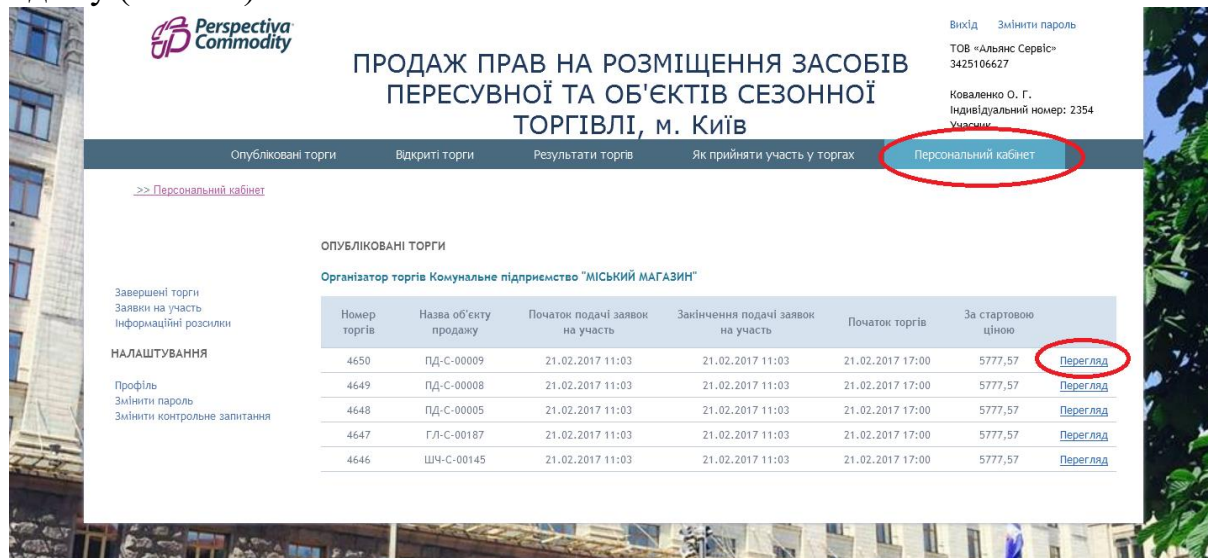 Perspectiva
Commodity
Вихід Змінити пароль
ТОВ «Альянс Сервіс»
3425106627
Коваленко О. Г.
Індивідуальний номер: 2354
Учасник
ПРОДАЖ ПРАВ НА РОЗМІЩЕННЯ ЗАСОБІВ
ПЕРЕСУВНОЇ ТА ОБ'ЄКТІВ СЕЗОННОЇ
ТОРГІВЛІ, м. Київ
Опубліковані торги Відкриті торги Результати торгів Як прийняти участь у торгах Персональний кабінет
>> Персональний кабінет
ОПУБЛІКОВАНІ ТОРГИ
Організатор торгів Комунальне підприємство "МІСЬКИЙ МАГАЗИН"
Завершені торги
Заявки на участь
Інформаційні розсилки
НАЛАШТУВАННЯ
Профіль
Змінити пароль
Змінити контрольне запитання
Номер торгів Назва об'єкту продажу Початок подачі заявок на участь Закінчення подачі заявок на участь Початок торгів За стартовою ціною
4650 ПД-С-00009 21.02.2017 11:03 21.02.2017 11:03 21.02.2017 17:00 5777,57 Перегляд
4649 ПД-С-00008 21.02.2017 11:03 21.02.2017 11:03 21.02.2017 17:00 5777,57 Перегляд
4648 ПД-С-00005 21.02.2017 11:03 21.02.2017 11:03 21.02.2017 17:00 5777,57 Перегляд
4647 ГЛ-С-00187 21.02.2017 11:03 21.02.2017 11:03 21.02.2017 17:00 5777,57 Перегляд
4646 ШЧ-С-00145 21.02.2017 11:03 21.02.2017 11:03 21.02.2017 17:00 5777,57 Перегляд